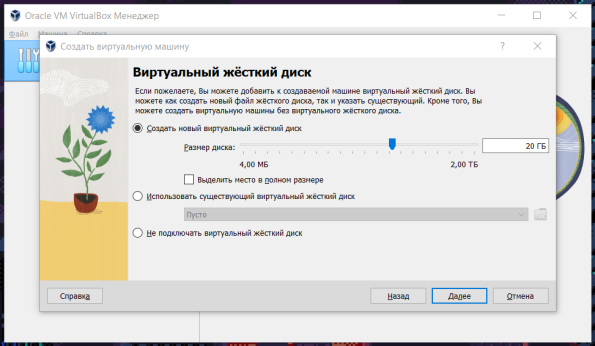 Oracle VM VirtualBox Менеджер
Файл Машина Справка
Создать виртуальную машину
Виртуальный жёсткий диск
Если пожелаете, Вы можете добавить к создаваемой машине виртуальный жёсткий диск. Вы
можете как создать новый файл жёсткого диска, так и указать существующий. Кроме того, Вы
можете создать виртуальную машины без виртуального жёсткого диска.
Создать новый виртуальный жёсткий диск
Размер диска: 20 ГБ
4,00 МБ 2,00 ТБ
Выделить место в полном размере
Использовать существующий виртуальный жёсткий диск
Пусто
Не подключать виртуальный жёсткий диск
Справка Назад Далее Отмена